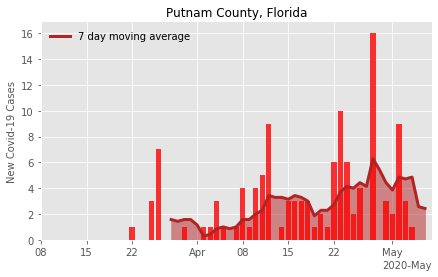 Putnam County, Florida
7 day moving average
New Covid-19 Cases
16
14
12
10
8
6
4
2
0
08 15 22 Apr 08 15 22 May
2020-May